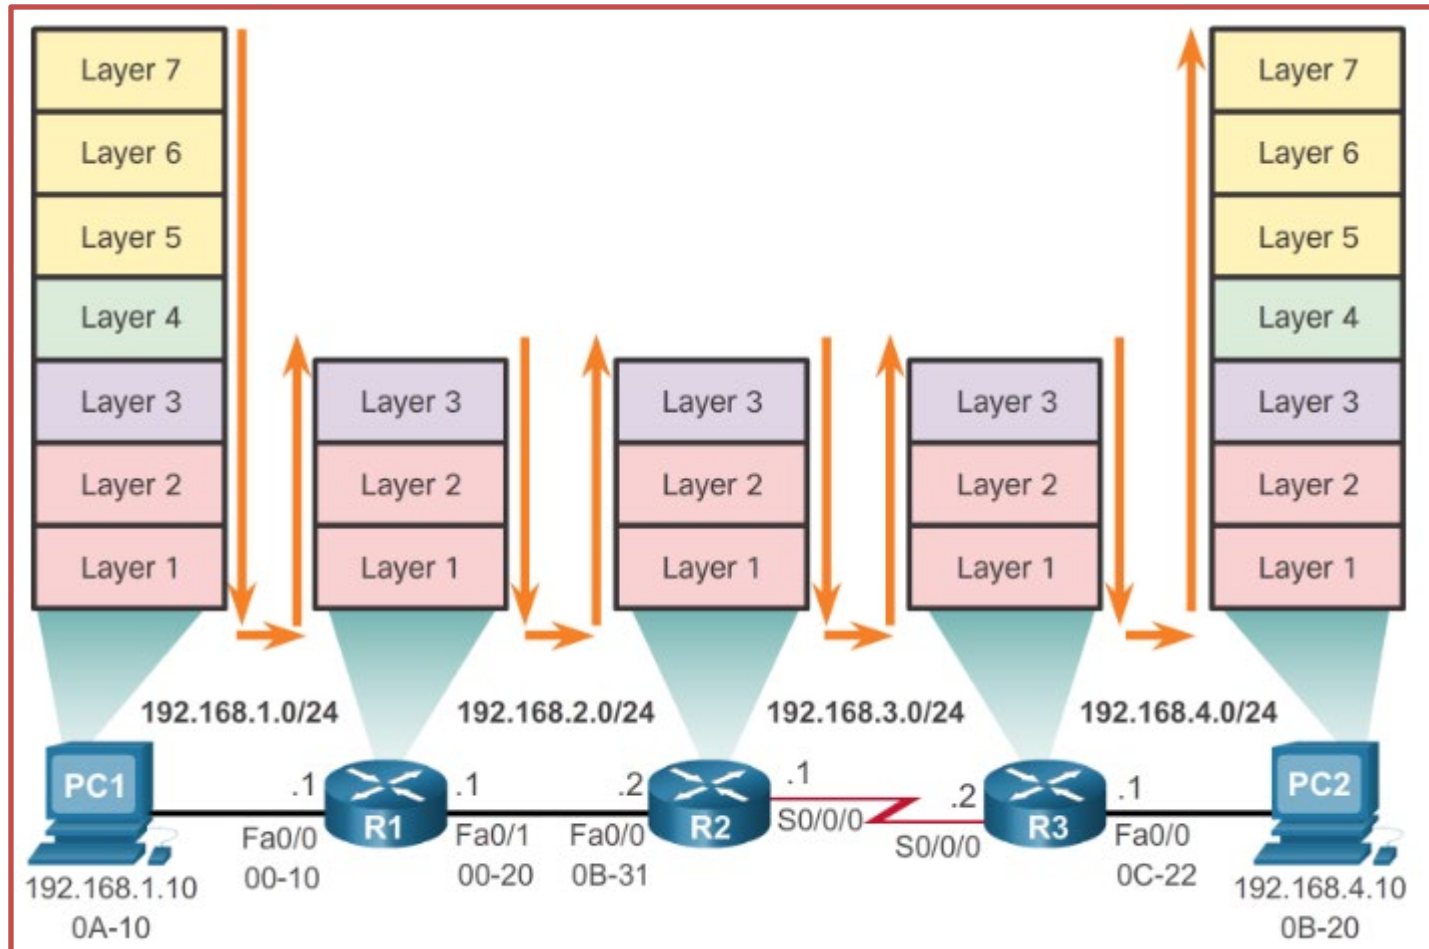 Layer 7
Layer 6
Layer 5
Layer 4
Layer 3
Layer 2
Layer 1
Layer 3
Layer 2
Layer 1
Layer 3
Layer 2
Layer 1
Layer 3
Layer 2
Layer 1
Layer 7
Layer 6
Layer 5
Layer 4
Layer 3
Layer 2
Layer 1
192.168.1.0/24
192.168.2.0/24
192.168.3.0/24
192.168.4.0/24
PC1
192.168.1.10
0A-10
.1
Fa0/0
00-10
R1
.1
Fa0/1
00-20
.2
Fa0/0
0B-31
R2
.1
S0/0/0
.2
S0/0/0
R3
.1
Fa0/0
0C-22
PC2
192.168.4.10
0B-20